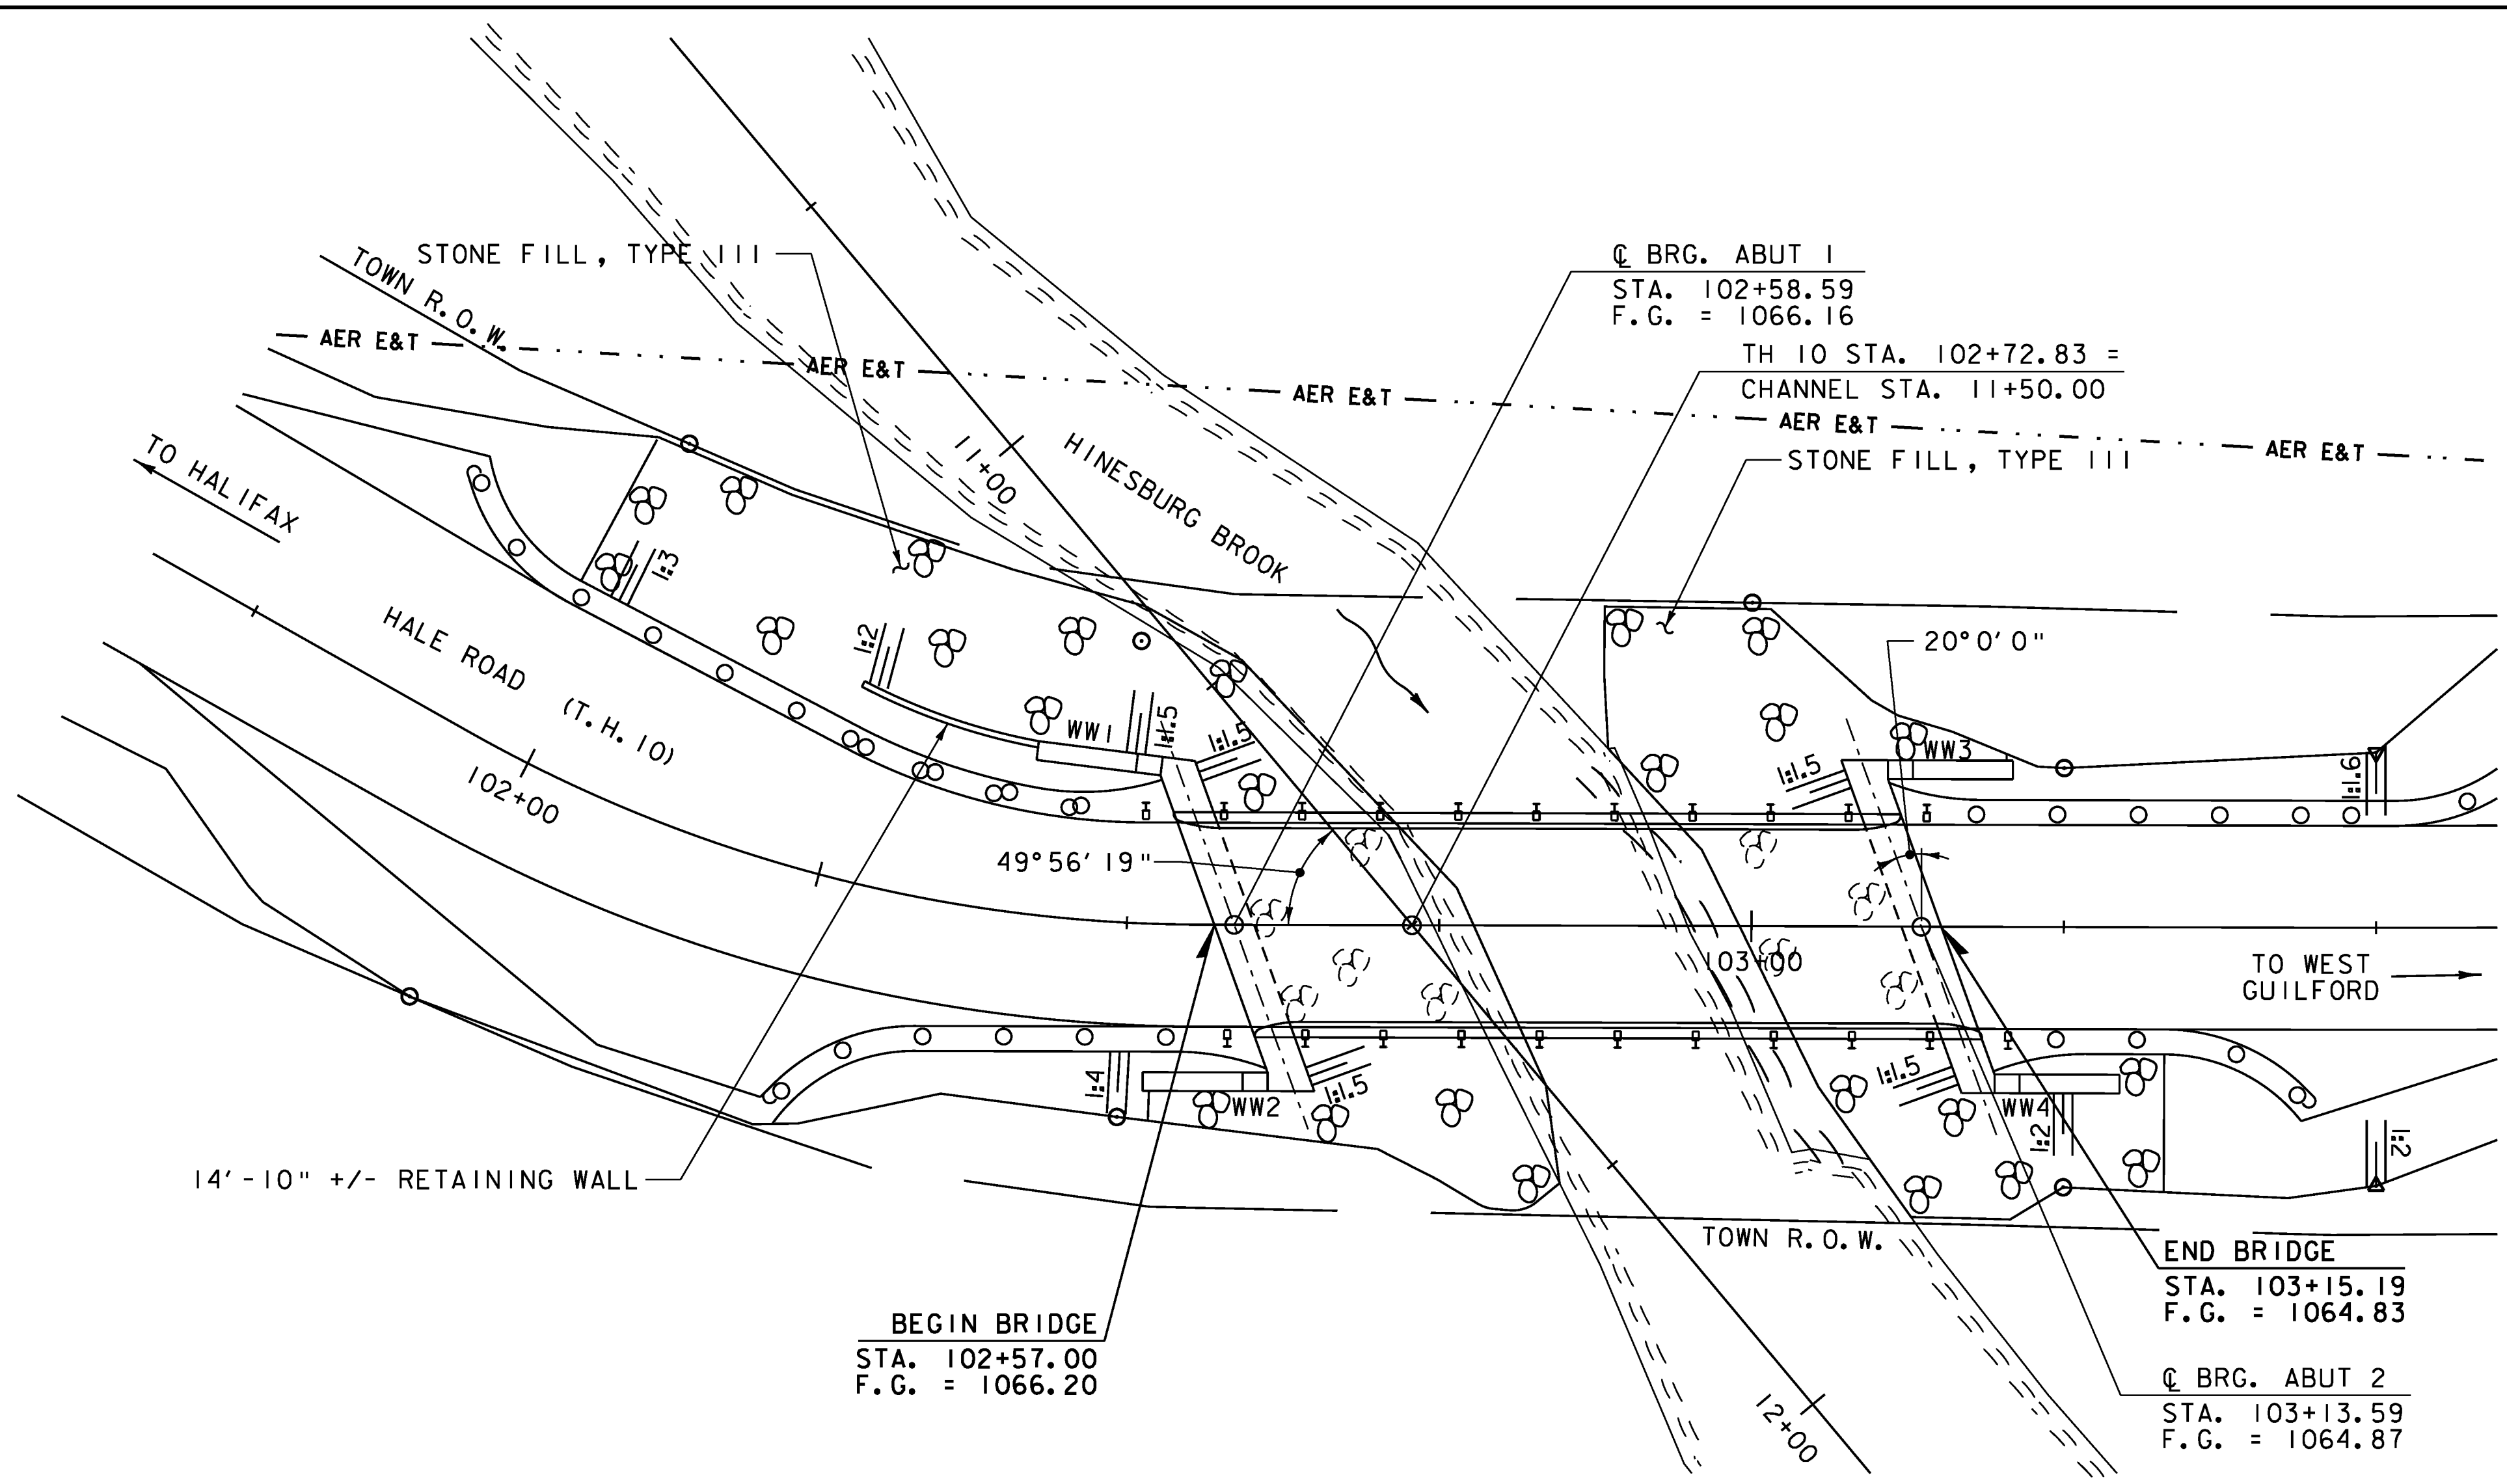 STONE FILL, TYPE III
TOWN R.O.W.
AER E&T
AER E&T
AER E&T
AER E&T
AER E&T
℄ BRG. ABUT 1
STA. 102+58.59
F.G. = 1066.16
TH 10 STA. 102+72.83 =
CHANNEL STA. 11+50.00
STONE FILL, TYPE III
TO HALIFAX
11+00
HINESBURG BROOK
1:3
HALE ROAD (T.H. 10)
1:2
20°0'0"
WW1
1:1.5
1:1.5
WW3
1:1.5
1:1.6
102+00
49°56'19"
103+00
TO WEST
GUILFORD
1:4
WW2
1:1.5
1:1.5
WW4
1:2
1:2
14'-10" +/- RETAINING WALL
TOWN R.O.W.
END BRIDGE
STA. 103+15.19
F.G. = 1064.83
BEGIN BRIDGE
STA. 102+57.00
F.G. = 1066.20
℄ BRG. ABUT 2
STA. 103+13.59
F.G. = 1064.87
12+00